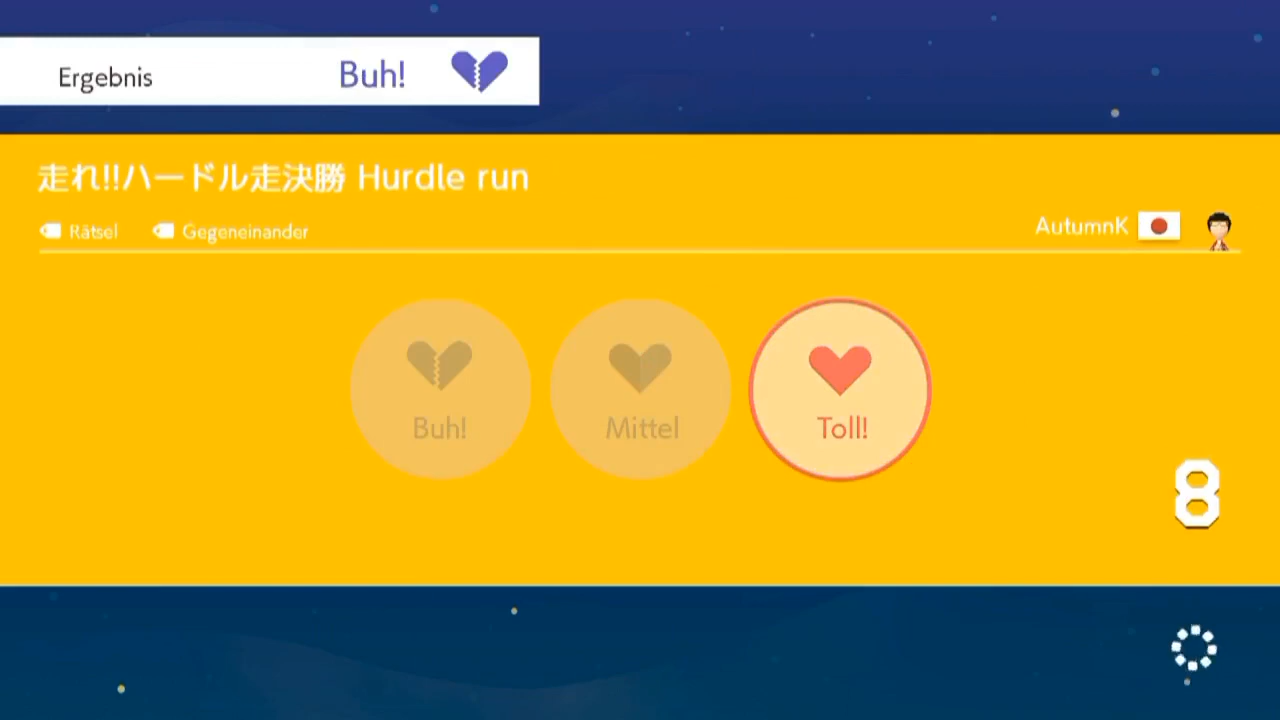 Ergebnis Buh!
走れ!!ハードル走決勝 Hurdle run
Rätsel Gegeneinander
AutumnK
Buh! Mittel Toll!
8